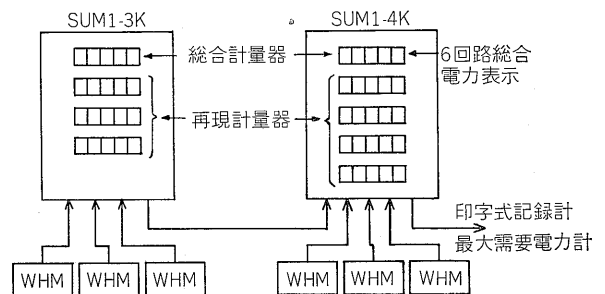 SUM1-3K
SUM1-4K
総合計量器
6回路総合
電力表示
再現計量器
印字式記録計
最大需要電力計
WHM
WHM
WHM
WHM
WHM
WHM